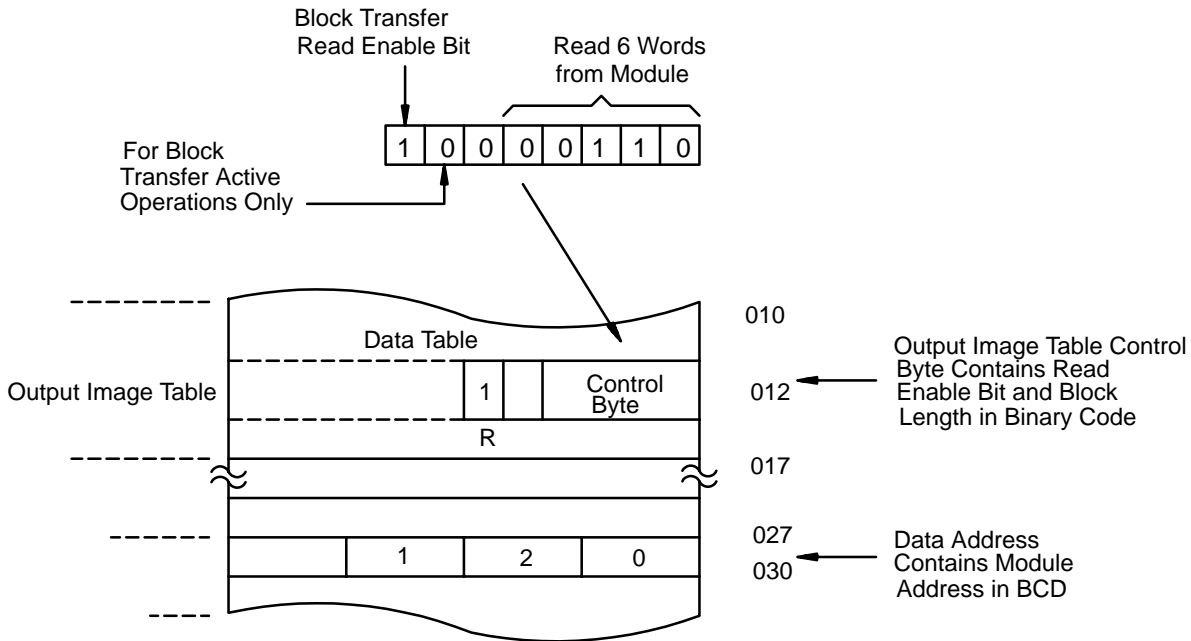 Block Transfer
Read Enable Bit
Read 6 Words
from Module
1 0 0 0 0 1 1 0
For Block
Transfer Active
Operations Only
Data Table
010
Output Image Table
1
Control
Byte
012
Output Image Table Control
Byte Contains Read
Enable Bit and Block
Length in Binary Code
R
017
027
1 2 0
030
Data Address
Contains Module
Address in BCD